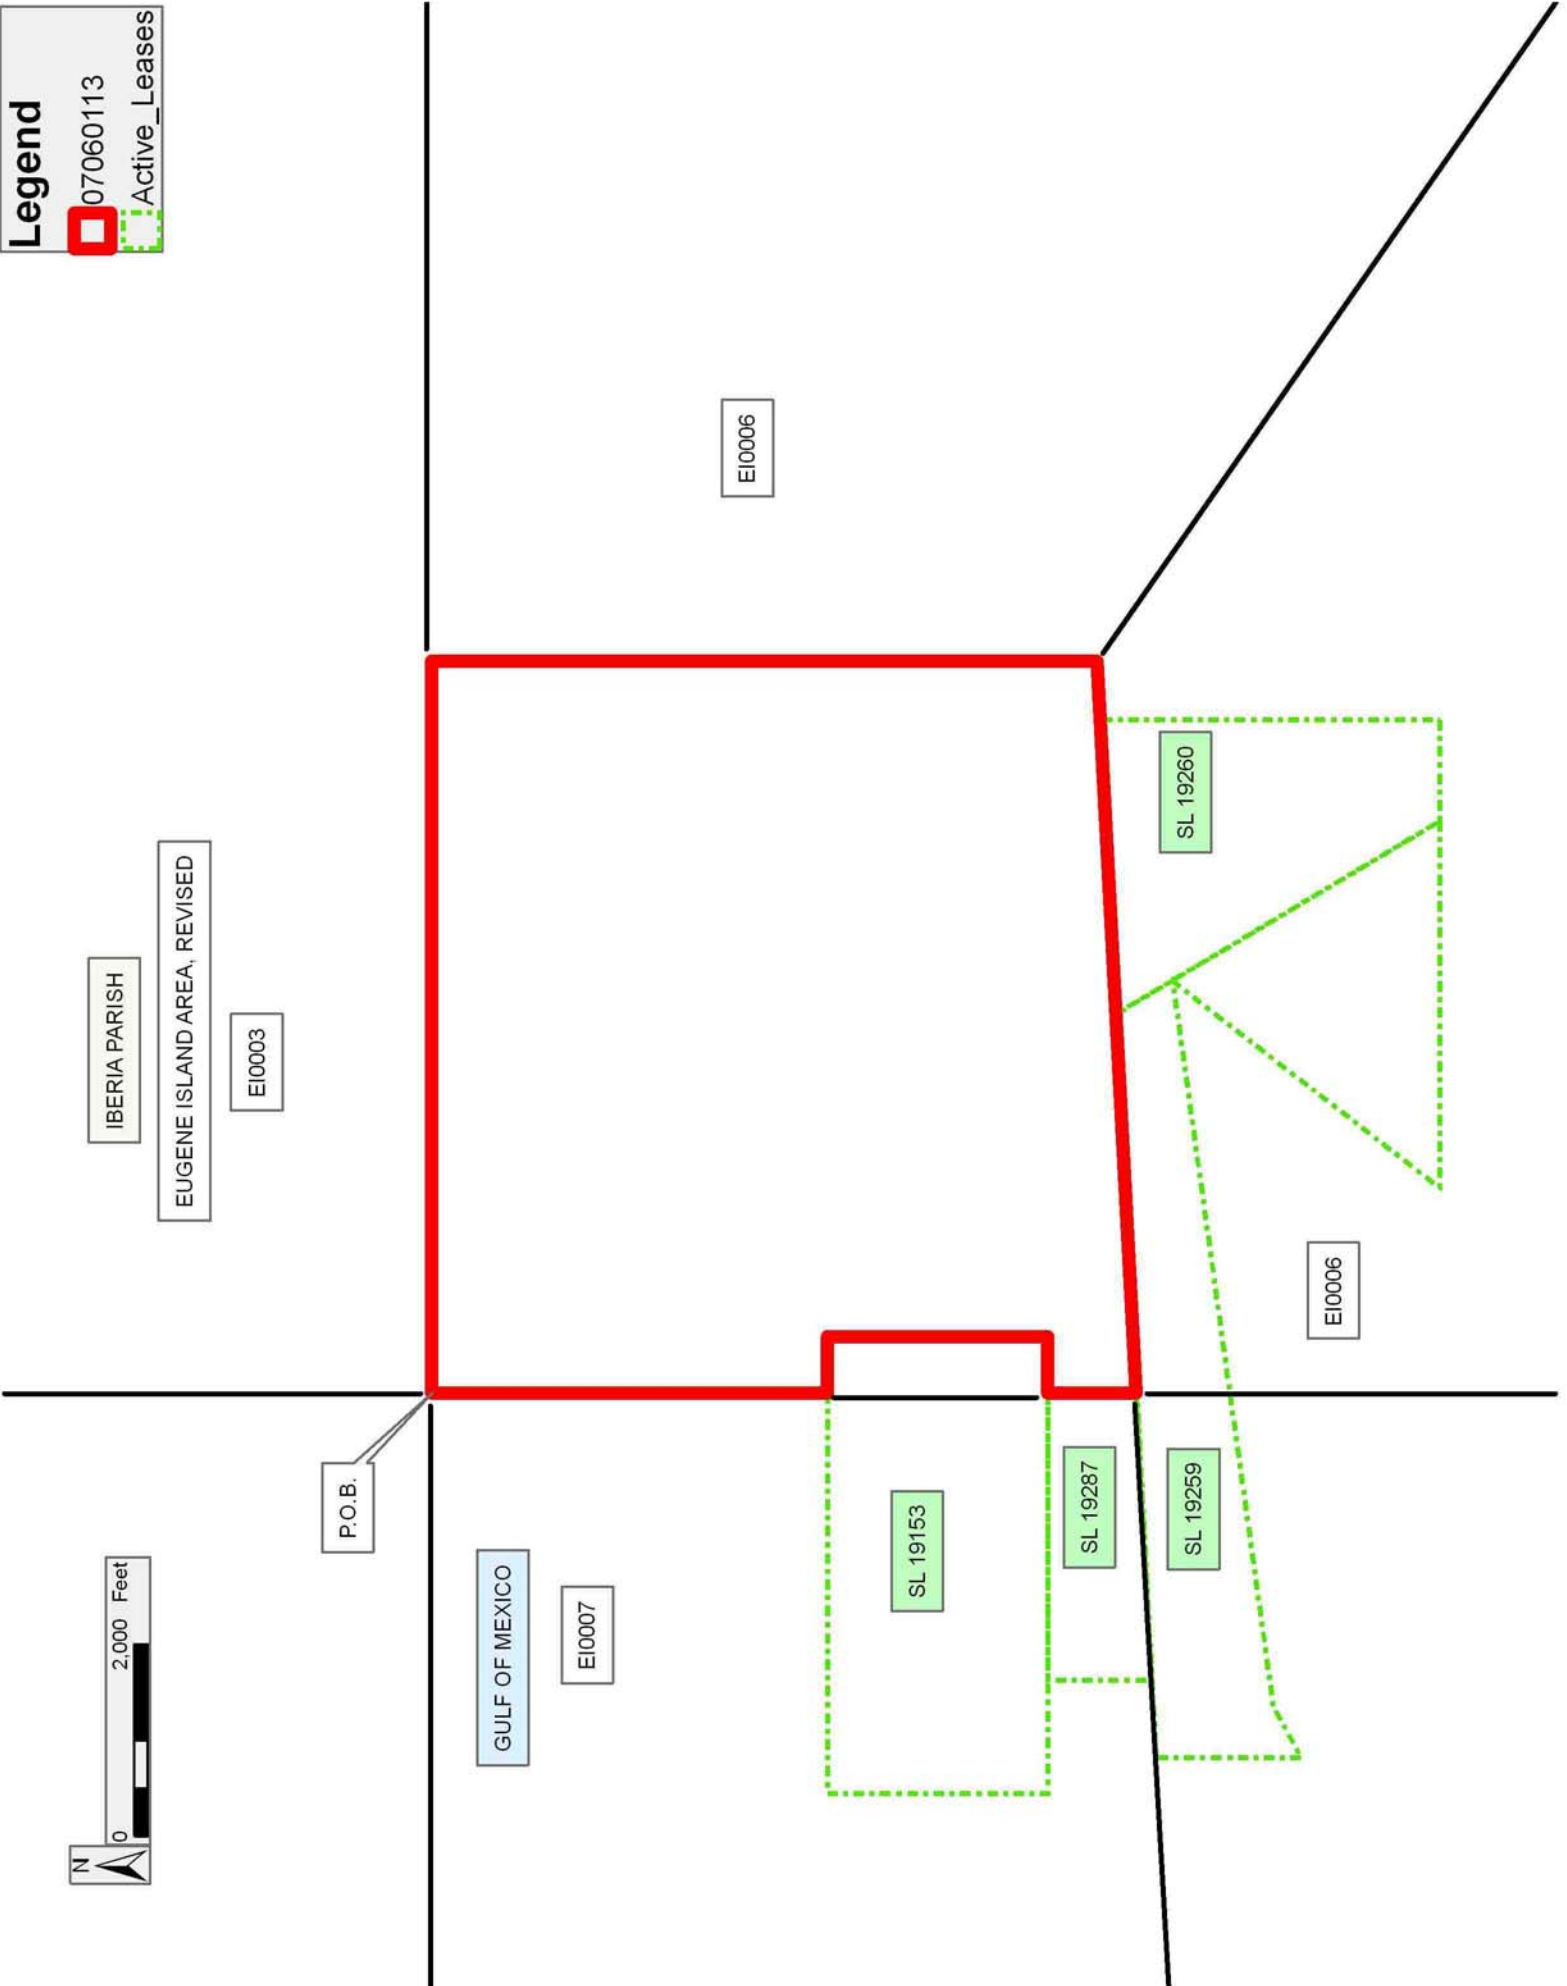 Legend
07060113
Active_Leases
IBERIA PARISH
EUGENE ISLAND AREA, REVISED
EI0003
N
0 2,000 Feet
P.O.B.
GULF OF MEXICO
EI0007
EI0006
SL 19153
SL 19287
SL 19259
SL 19260
EI0006